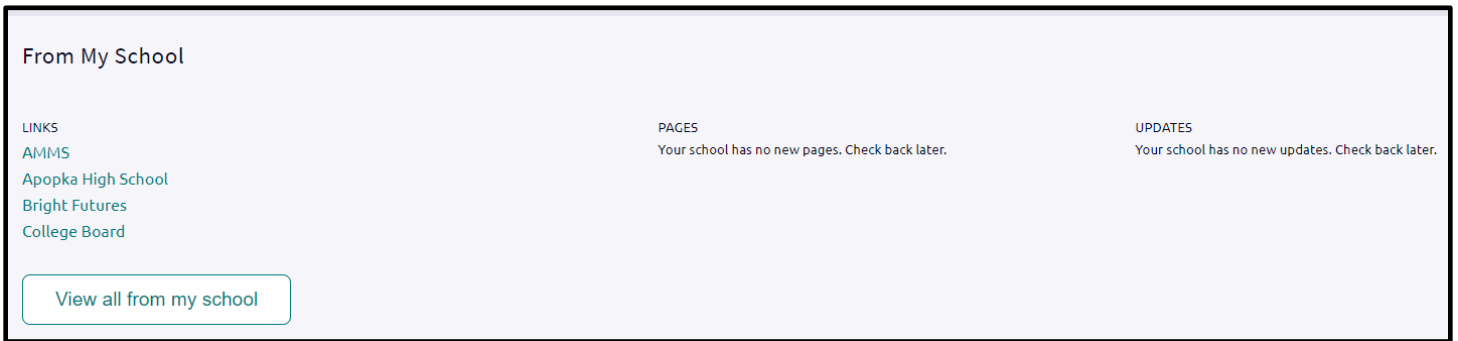 From My School
LINKS
AMMS
Apopka High School
Bright Futures
College Board
PAGES
Your school has no new pages. Check back later.
UPDATES
Your school has no new updates. Check back later.
View all from my school